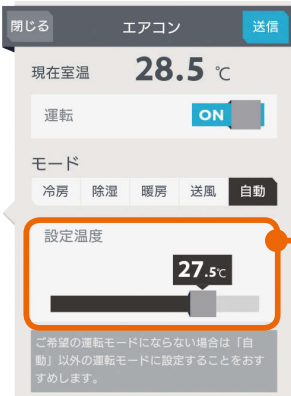 閉じる エアコン 送信
現在室温 28.5 ℃
運転 ON
モード
冷房 除湿 暖房 送風 自動
設定温度
27.5℃
ご希望の運転モードにならない場合は「自
動」以外の運転モードに設定することをおす
すめします。